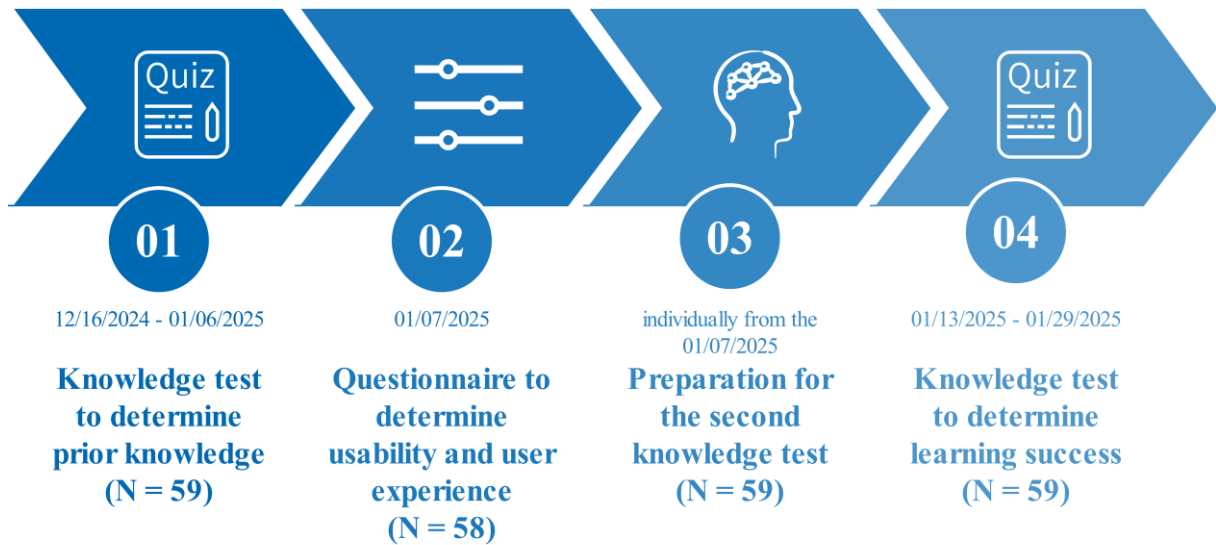 Quiz
01
12/16/2024 - 01/06/2025
Knowledge test
to determine
prior knowledge
(N = 59)
02
01/07/2025
Questionnaire to
determine
usability and user
experience
(N = 58)
03
individually from the
01/07/2025
Preparation for
the second
knowledge test
(N = 59)
Quiz
04
01/13/2025 - 01/29/2025
Knowledge test
to determine
learning success
(N = 59)